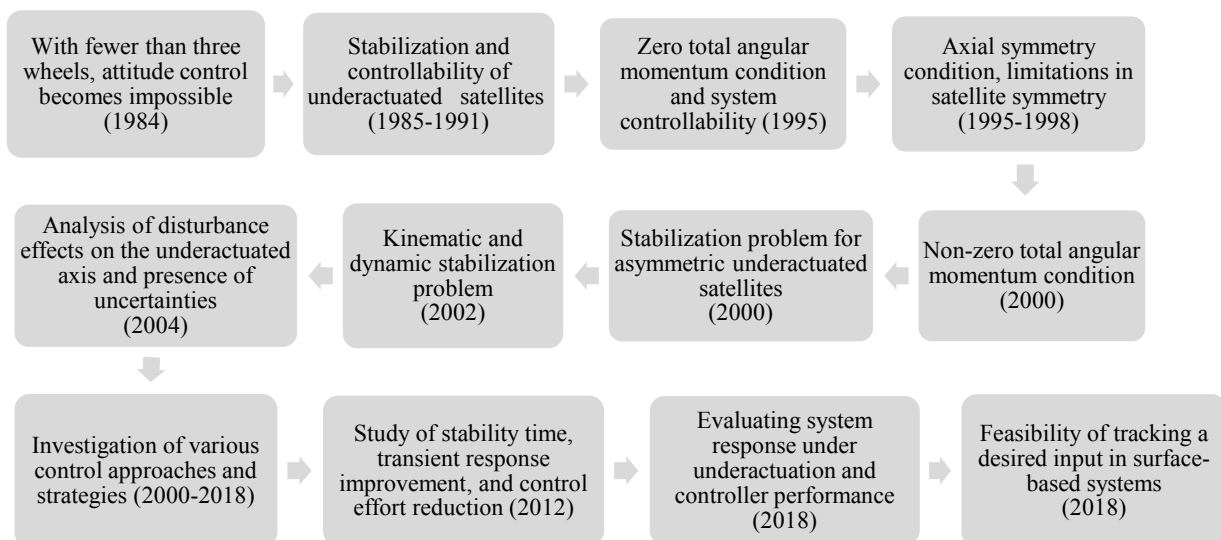 With fewer than three
wheels, attitude control
becomes impossible
(1984)
Stabilization and
controllability of
underactuated satellites
(1985-1991)
Zero total angular
momentum condition
and system
controllability (1995)
Axial symmetry
condition, limitations in
satellite symmetry
(1995-1998)
Non-zero total angular
momentum condition
(2000)
Stabilization problem for
asymmetric underactuated
satellites
(2000)
Kinematic and
dynamic stabilization
problem
(2002)
Analysis of disturbance
effects on the underactuated
axis and presence of
uncertainties
(2004)
Investigation of various
control approaches and
strategies (2000-2018)
Study of stability time,
transient response
improvement, and control
effort reduction (2012)
Evaluating system
response under
underactuation and
controller performance
(2018)
Feasibility of tracking a
desired input in surface-
based systems
(2018)